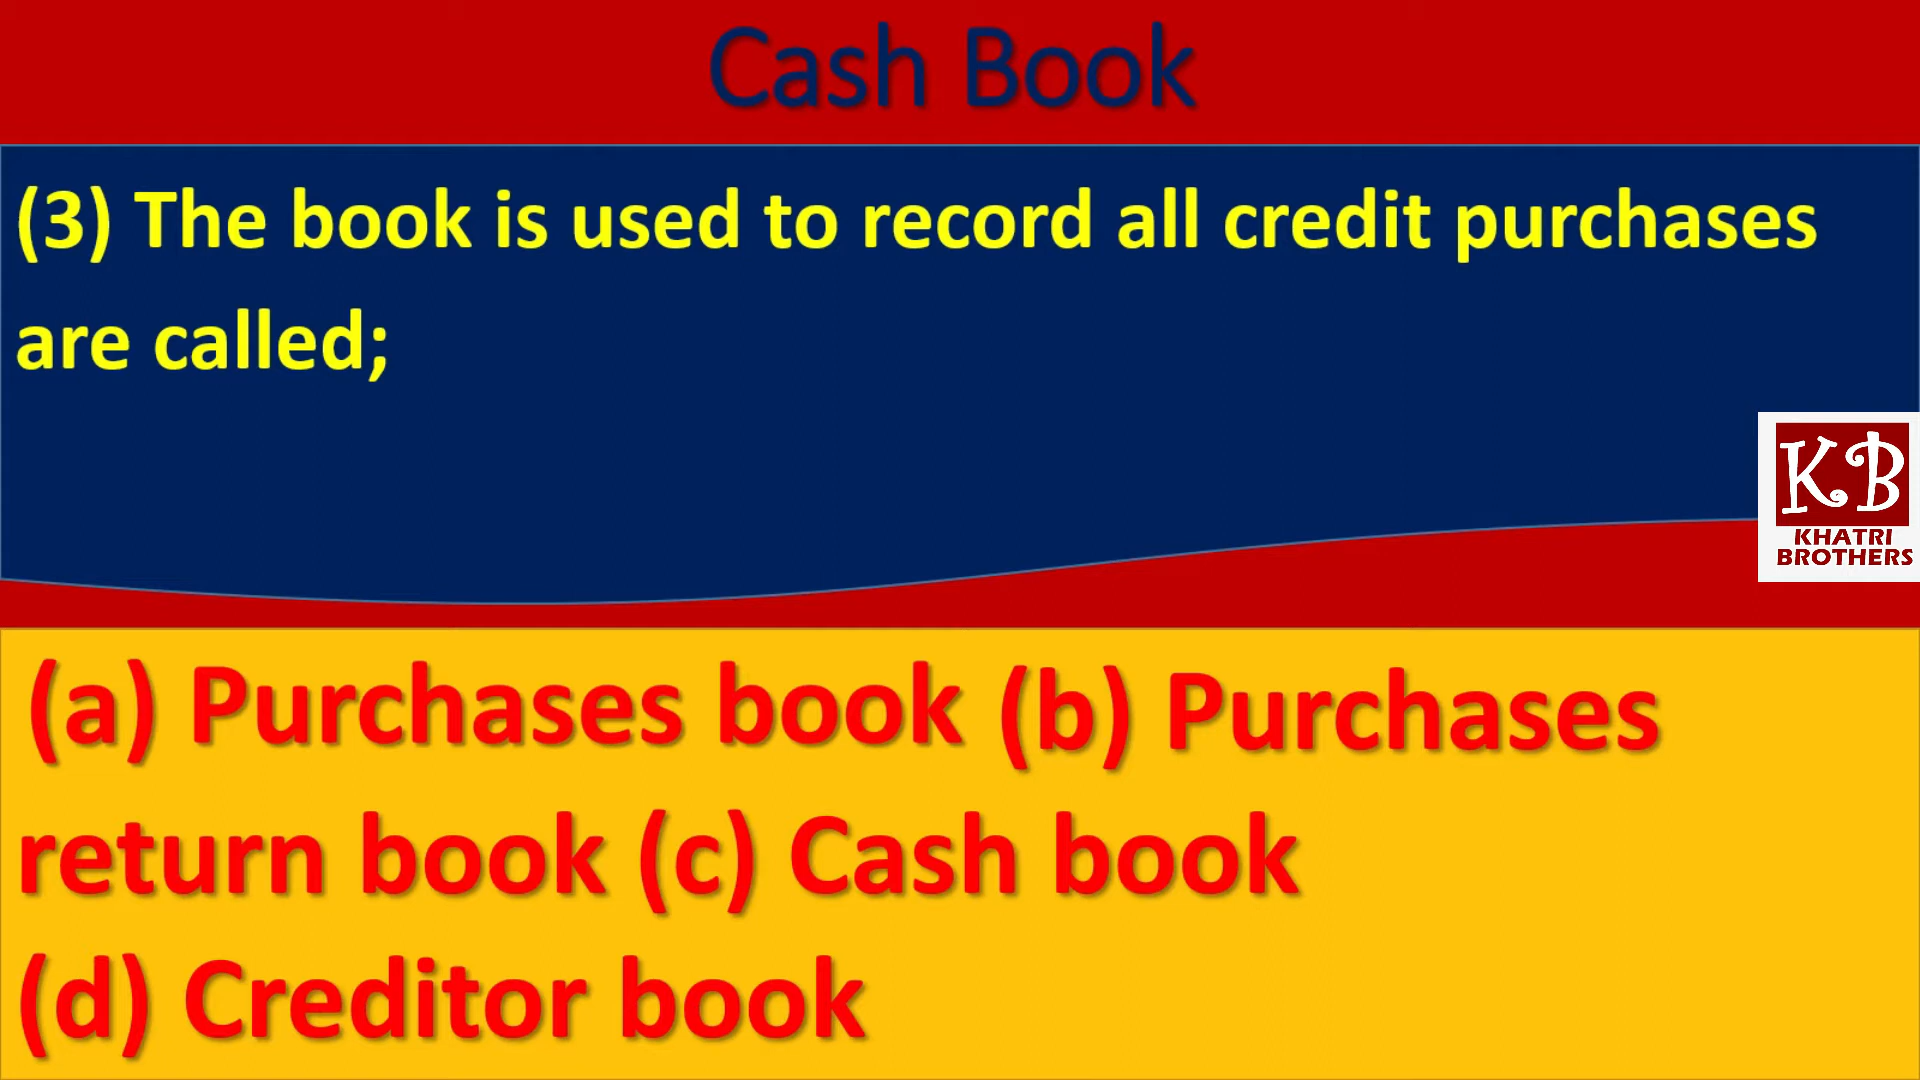 Cash Book
(3) The book is used to record all credit purchases
are called;
KB
KHATRI
BROTHERS
(a) Purchases book (b) Purchases
return book (c) Cash book
(d) Creditor book